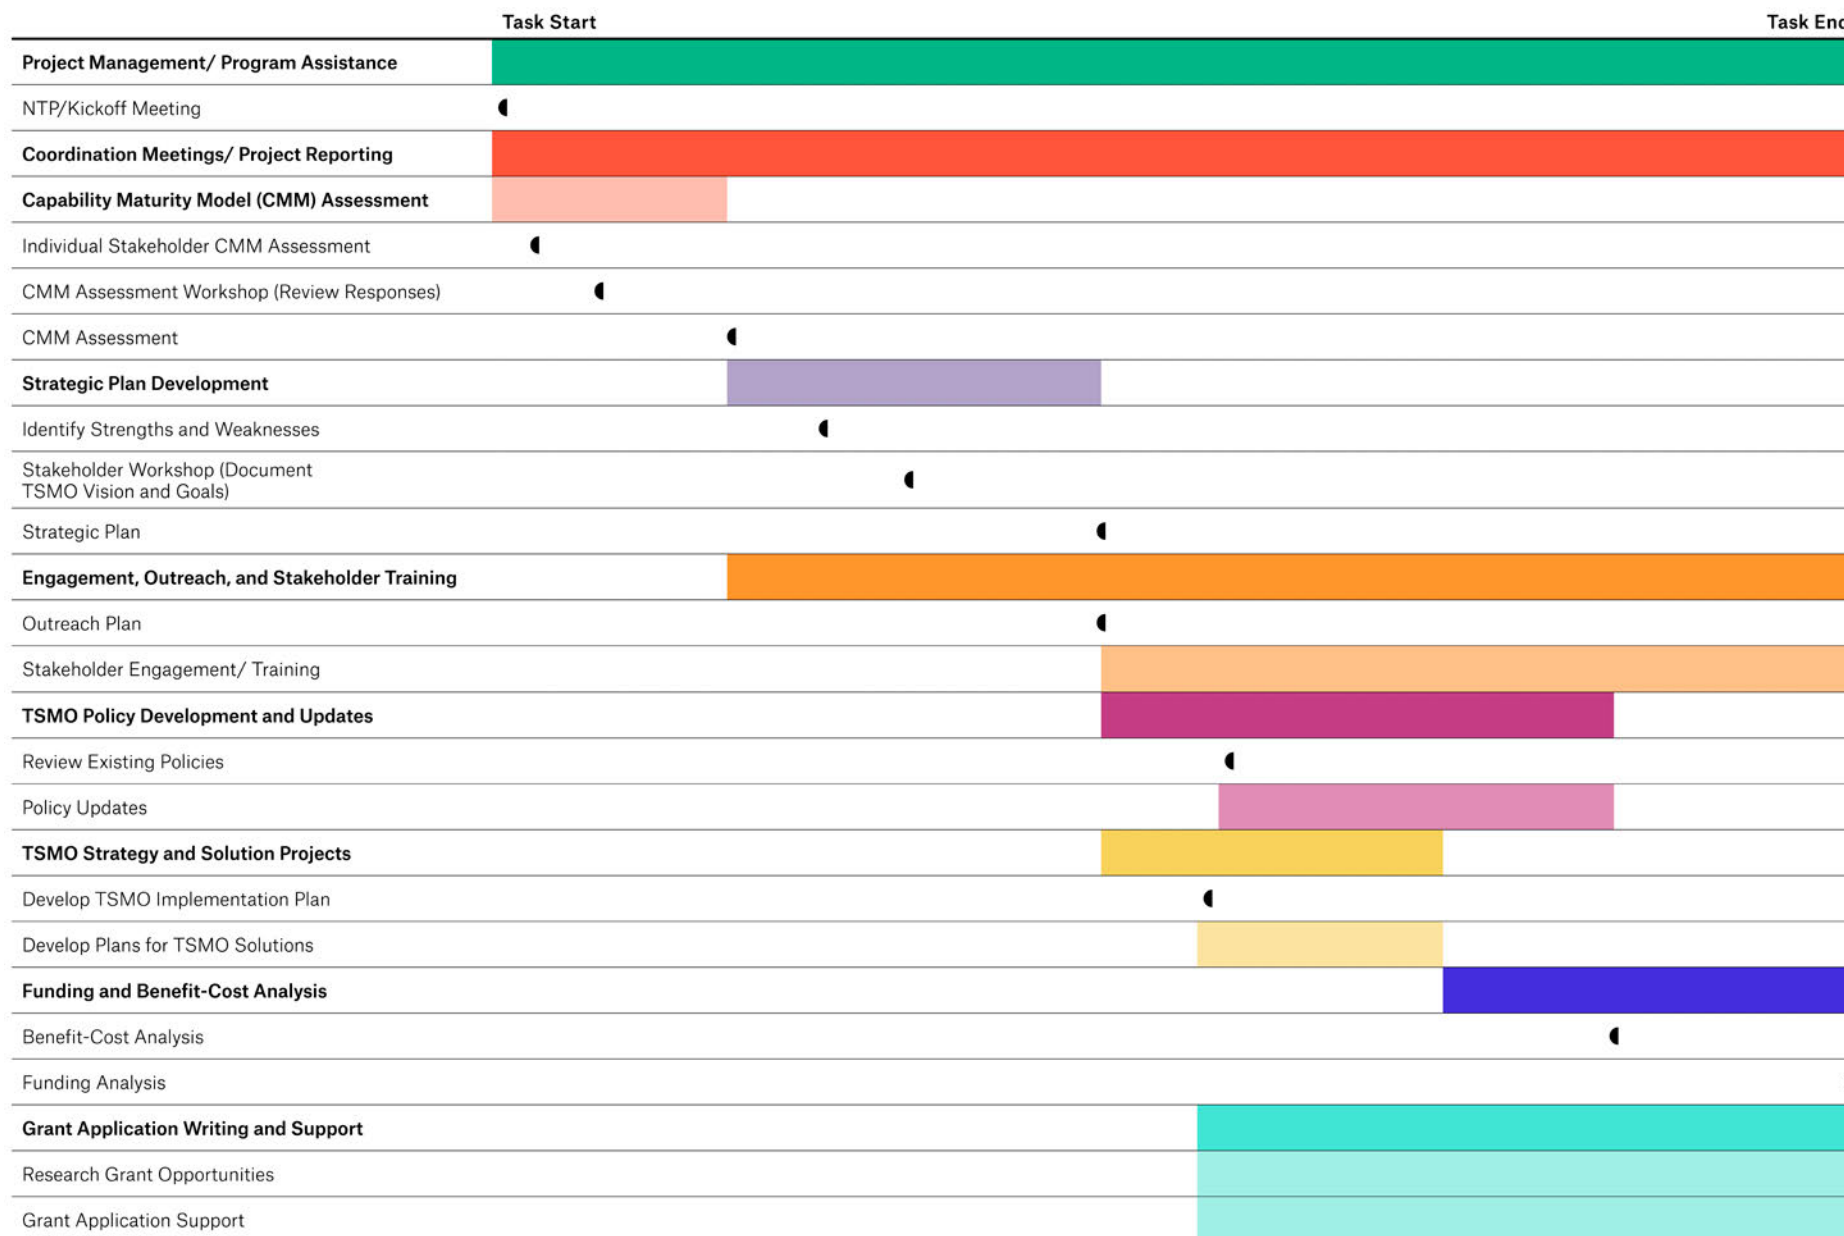 Task Start
Task End
Project Management/ Program Assistance
NTP/Kickoff Meeting
Coordination Meetings/ Project Reporting
Capability Maturity Model (CMM) Assessment
Individual Stakeholder CMM Assessment
CMM Assessment Workshop (Review Responses)
CMM Assessment
Strategic Plan Development
Identify Strengths and Weaknesses
Stakeholder Workshop (Document
TSMO Vision and Goals)
Strategic Plan
Engagement, Outreach, and Stakeholder Training
Outreach Plan
Stakeholder Engagement/ Training
TSMO Policy Development and Updates
Review Existing Policies
Policy Updates
TSMO Strategy and Solution Projects
Develop TSMO Implementation Plan
Develop Plans for TSMO Solutions
Funding and Benefit-Cost Analysis
Benefit-Cost Analysis
Funding Analysis
Grant Application Writing and Support
Research Grant Opportunities
Grant Application Support